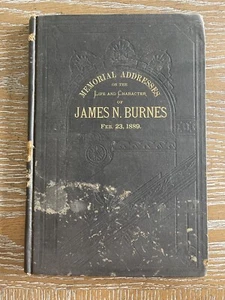 MEMORIAL ADDRESSES
ON THE
LIFE AND CHARACTER
OF
JAMES N. BURNES
FEB. 23, 1889.